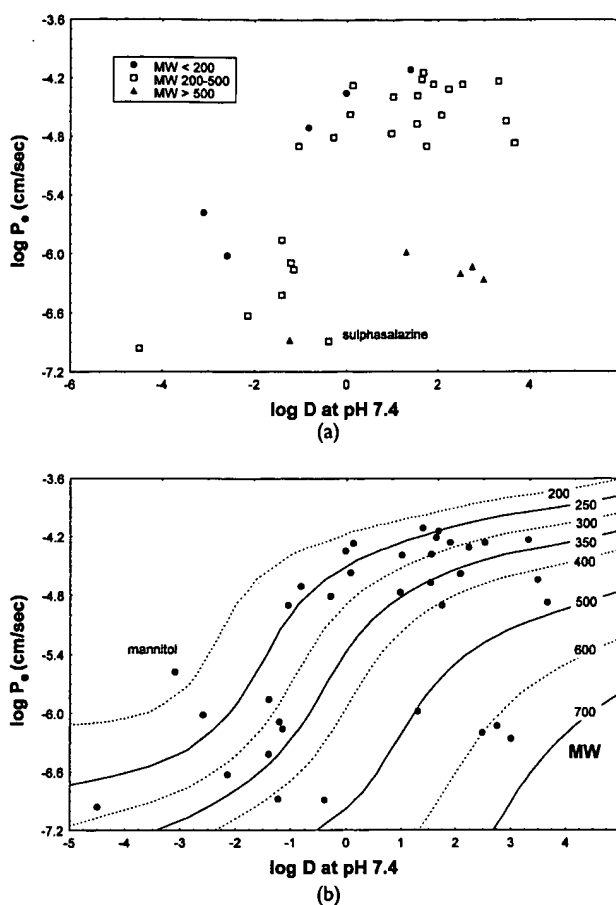 -3.6
-4.2
-4.8
-5.4
-6.0
-6.6
-7.2
log Pe (cm/sec)
MW < 200
MW 200-500
MW > 500
sulphasalazine
-6 -4 -2 0 2 4
log D at pH 7.4
(a)
-3.6
-4.2
-4.8
-5.4
-6.0
-6.6
-7.2
log Pe (cm/sec)
mannitol
200
250
300
350
400
500
600
700
MW
-5 -4 -3 -2 -1 0 1 2 3 4
log D at pH 7.4
(b)